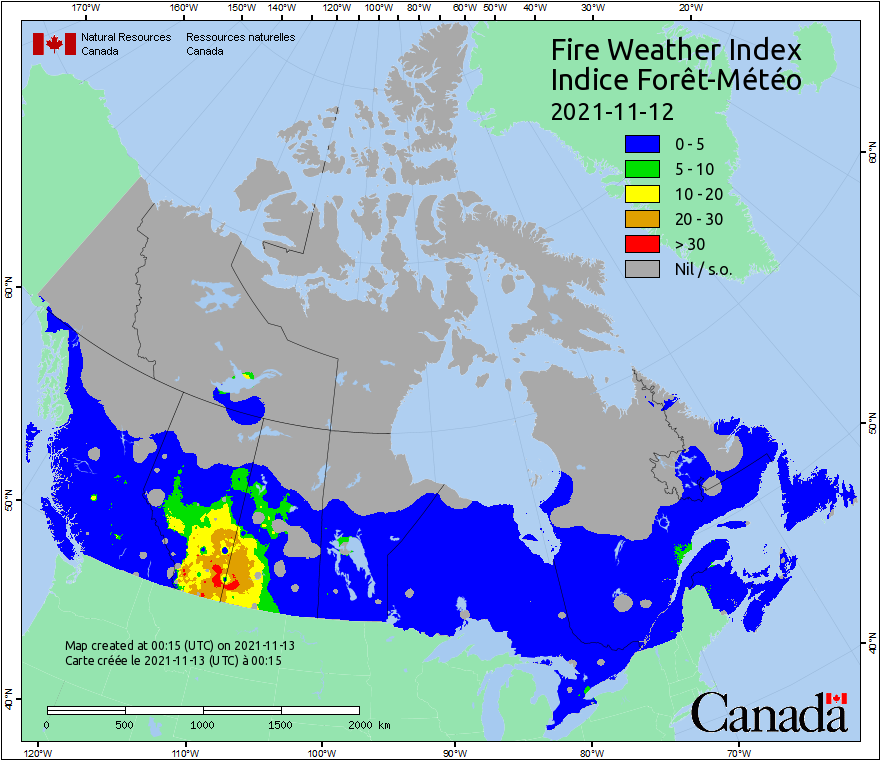 170°W 160°W 150°W 140°W 130°W 120°W 110°W 100°W 90°W 80°W 70°W 60°W 50°W 40°W 30°W 20°W
Natural Resources Canada
Ressources naturelles Canada
Fire Weather Index
Indice Forêt-Météo
2021-11-12
0 - 5
5 - 10
10 - 20
20 - 30
> 30
Nil / s.o.
60°N
60°N
50°N
50°N
40°N
40°N
Map created at 00:15 (UTC) on 2021-11-13
Carte créée le 2021-11-13 (UTC) à 00:15
0 500 1000 1500 2000 km
Canada
120°W 110°W 100°W 90°W 80°W 70°W